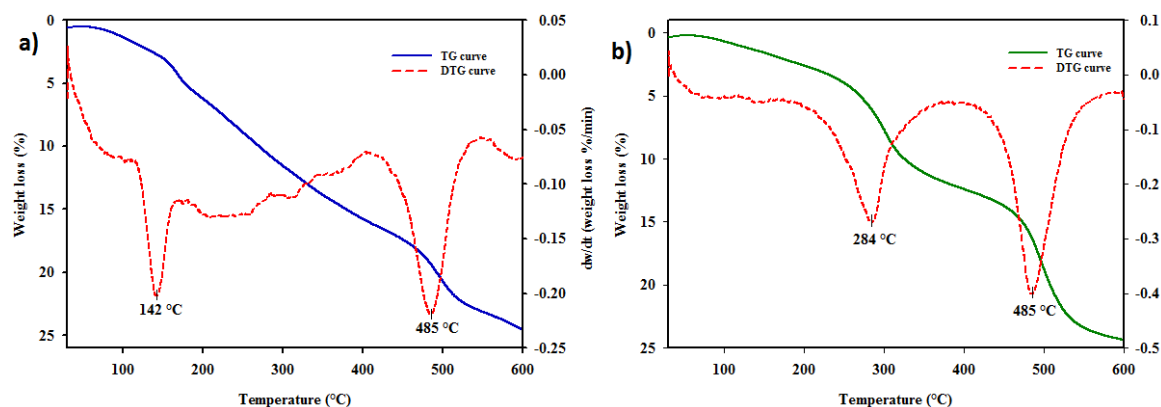 a)
TG curve
DTG curve
Weight loss (%)
0
5
10
15
20
25
0.05
0.00
-0.05
-0.10
-0.15
-0.20
-0.25
dw/dt (weight loss %/min)
142 °C
485 °C
100
200
300
400
500
600
Temperature (°C)
b)
TG curve
DTG curve
Weight loss (%)
0
5
10
15
20
25
0.1
0.0
-0.1
-0.2
-0.3
-0.4
-0.5
284 °C
485 °C
100
200
300
400
500
600
Temperature (°C)